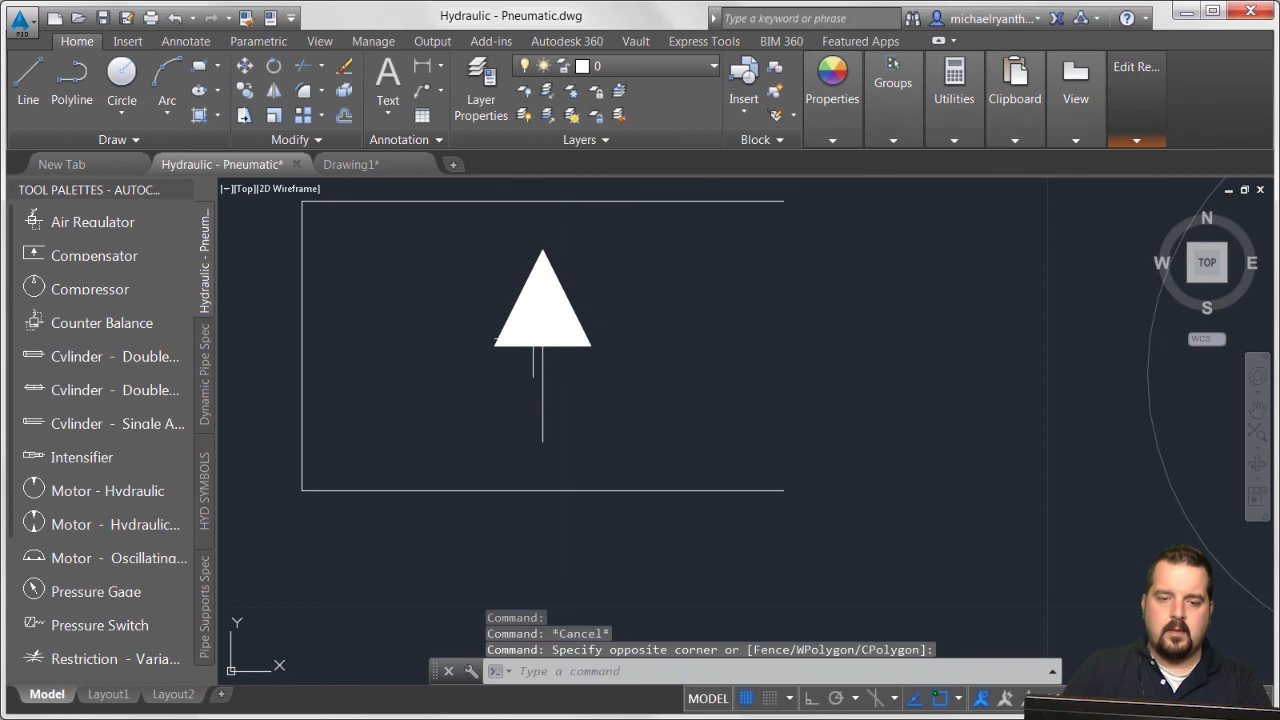 Hydraulic - Pneumatic.dwg
Type a keyword or phrase
michaelryanth...
P3D
Home
Insert
Annotate
Parametric
View
Manage
Output
Add-ins
Autodesk 360
Vault
Express Tools
BIM 360
Featured Apps
Line
Polyline
Circle
Arc
Text
Layer
Properties
0
Insert
Properties
Groups
Utilities
Clipboard
View
Edit Re...
Draw
Modify
Annotation
Layers
Block
New Tab
Hydraulic - Pneumatic*
Drawing1*
TOOL PALETTES - AUTOC...
[−][Top][2D Wireframe]
Air Regulator
Compensator
Compressor
Counter Balance
Cylinder - Double...
Cylinder - Double...
Cylinder - Single A...
Intensifier
Motor - Hydraulic
Motor - Hydraulic...
Motor - Oscillating...
Pressure Gage
Pressure Switch
Restriction - Varia...
Hydraulic - Pneum...
Dynamic Pipe Spec
HYD SYMBOLS
Pipe Supports Spec
N
W
TOP
E
S
WCS
Y
X
Command:
Command: *Cancel*
Command: Specify opposite corner or [Fence/WPolygon/CPolygon]:
Type a command
Model
Layout1
Layout2
MODEL